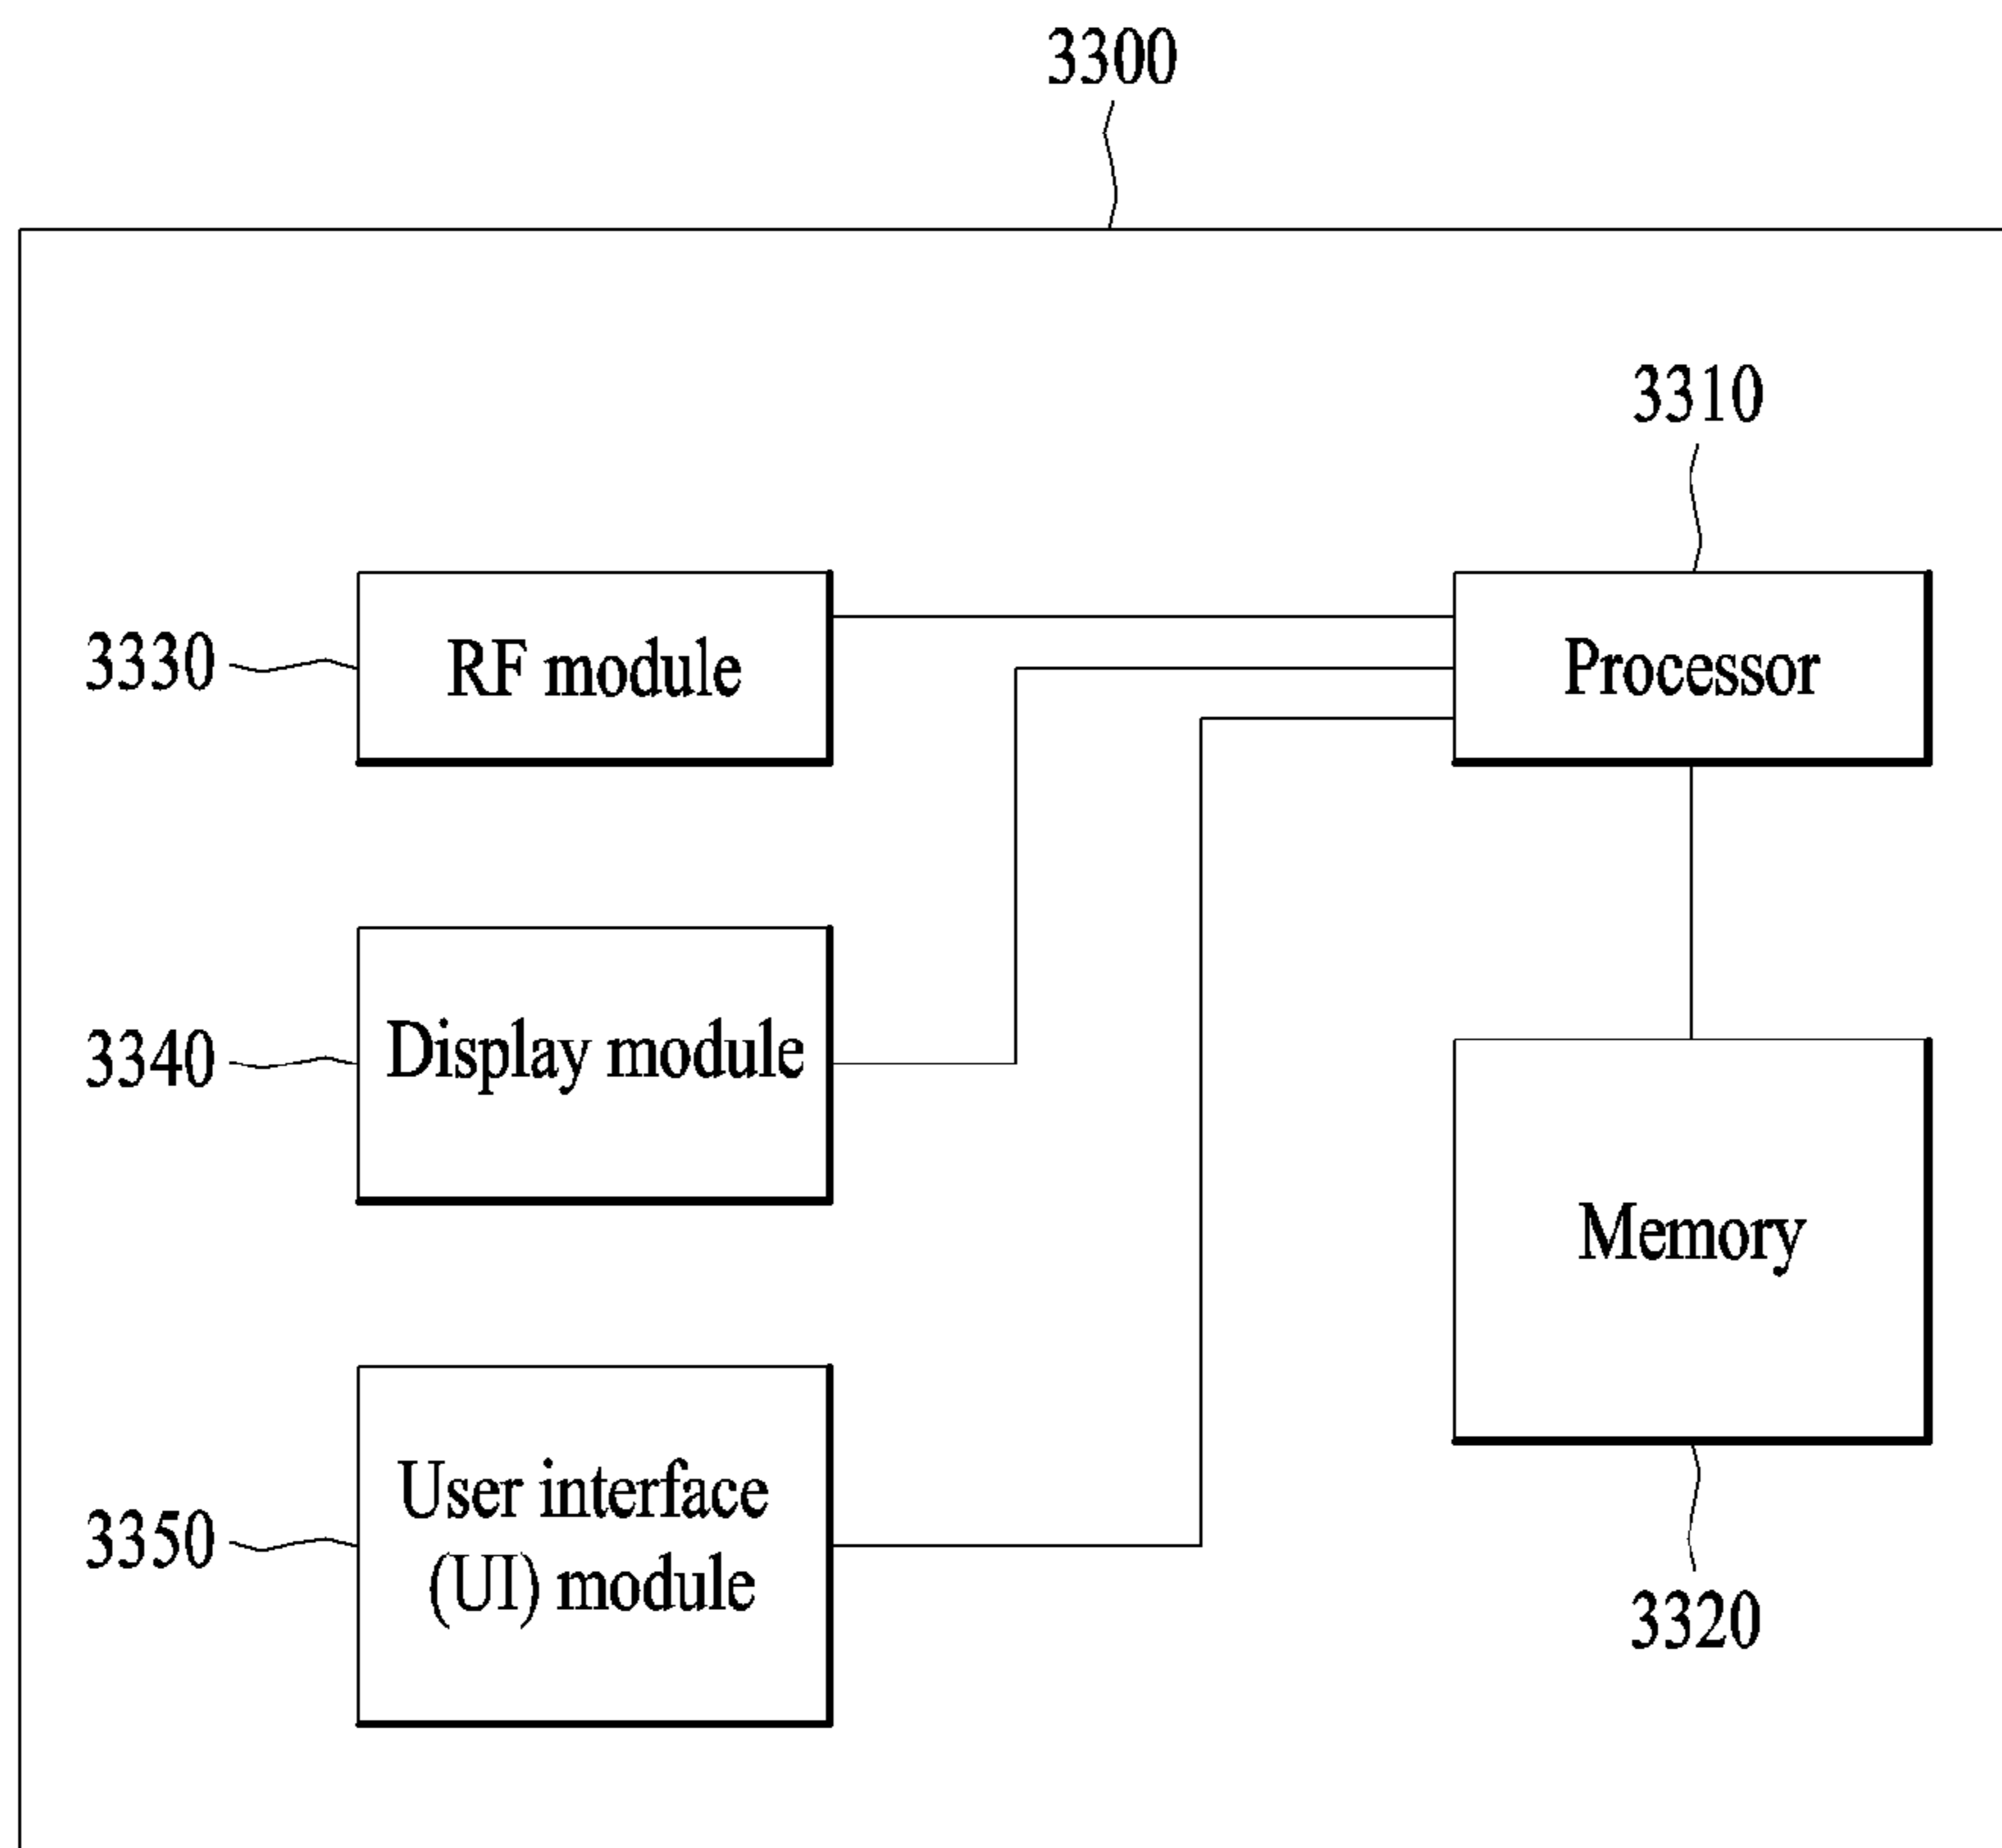 3300
3310
3330
RF module
Processor
3340
Display module
Memory
3350
User interface
(UI) module
3320